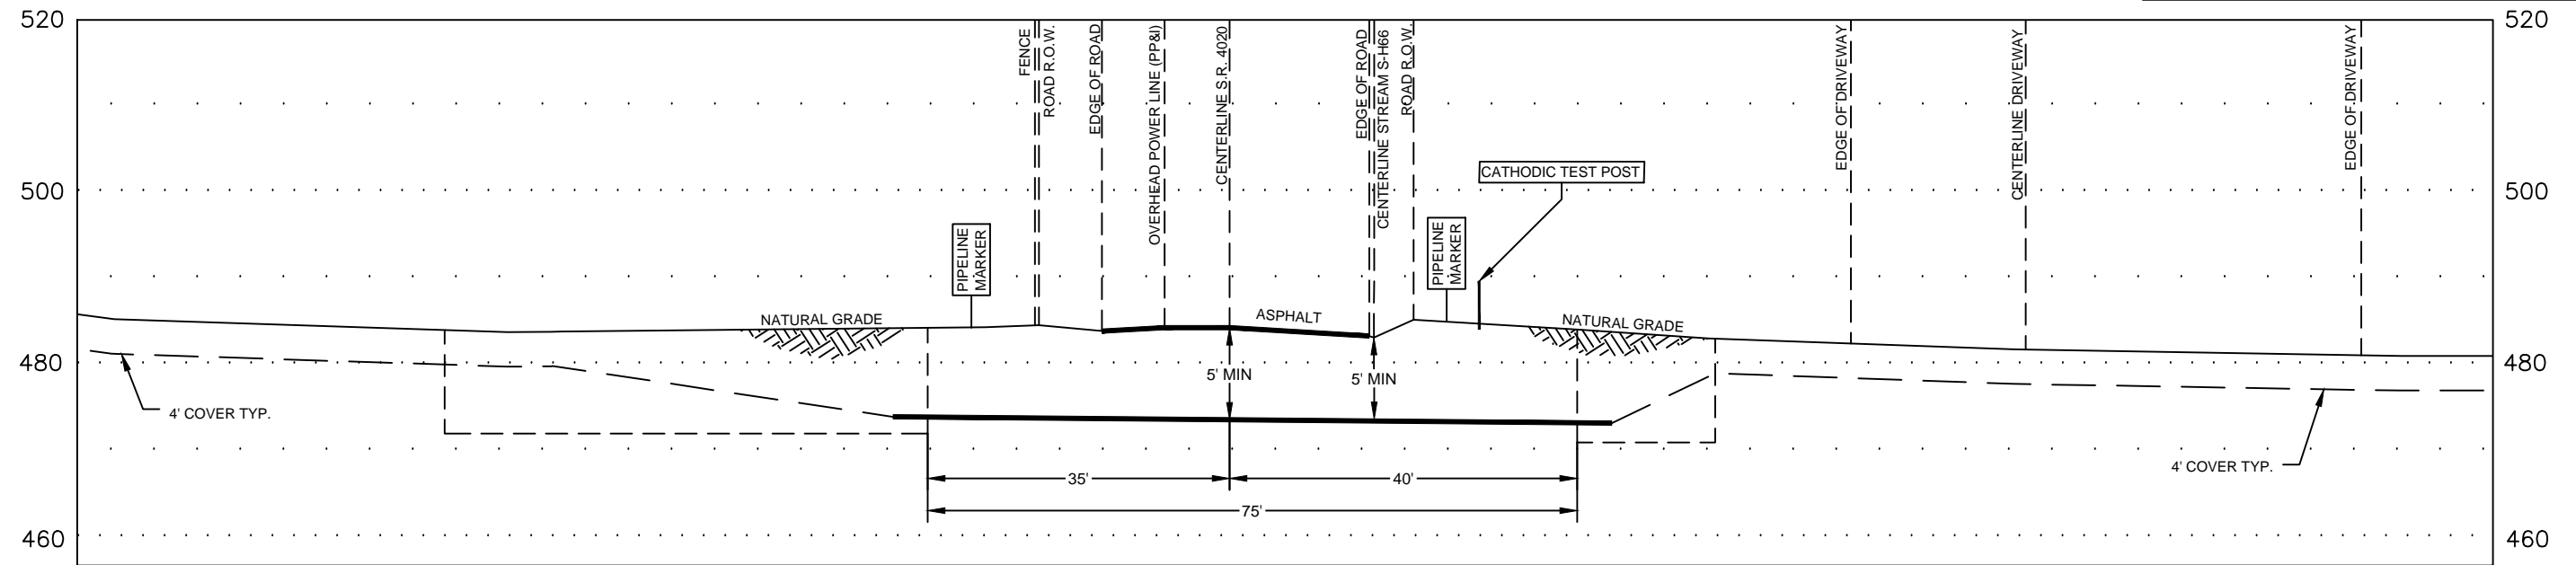 520
520
FENCE
ROAD R.O.W.
EDGE OF ROAD
OVERHEAD POWER LINE (PP&I)
CENTERLINE S.R. 4020
EDGE OF ROAD
CENTERLINE STREAM S-H66
ROAD R.O.W.
EDGE OF DRIVEWAY
CENTERLINE DRIVEWAY
EDGE OF DRIVEWAY
CATHODIC TEST POST
500
500
PIPELINE
MARKER
PIPELINE
MARKER
NATURAL GRADE
ASPHALT
NATURAL GRADE
480
480
5' MIN
5' MIN
4' COVER TYP.
4' COVER TYP.
35'
40'
75'
460
460